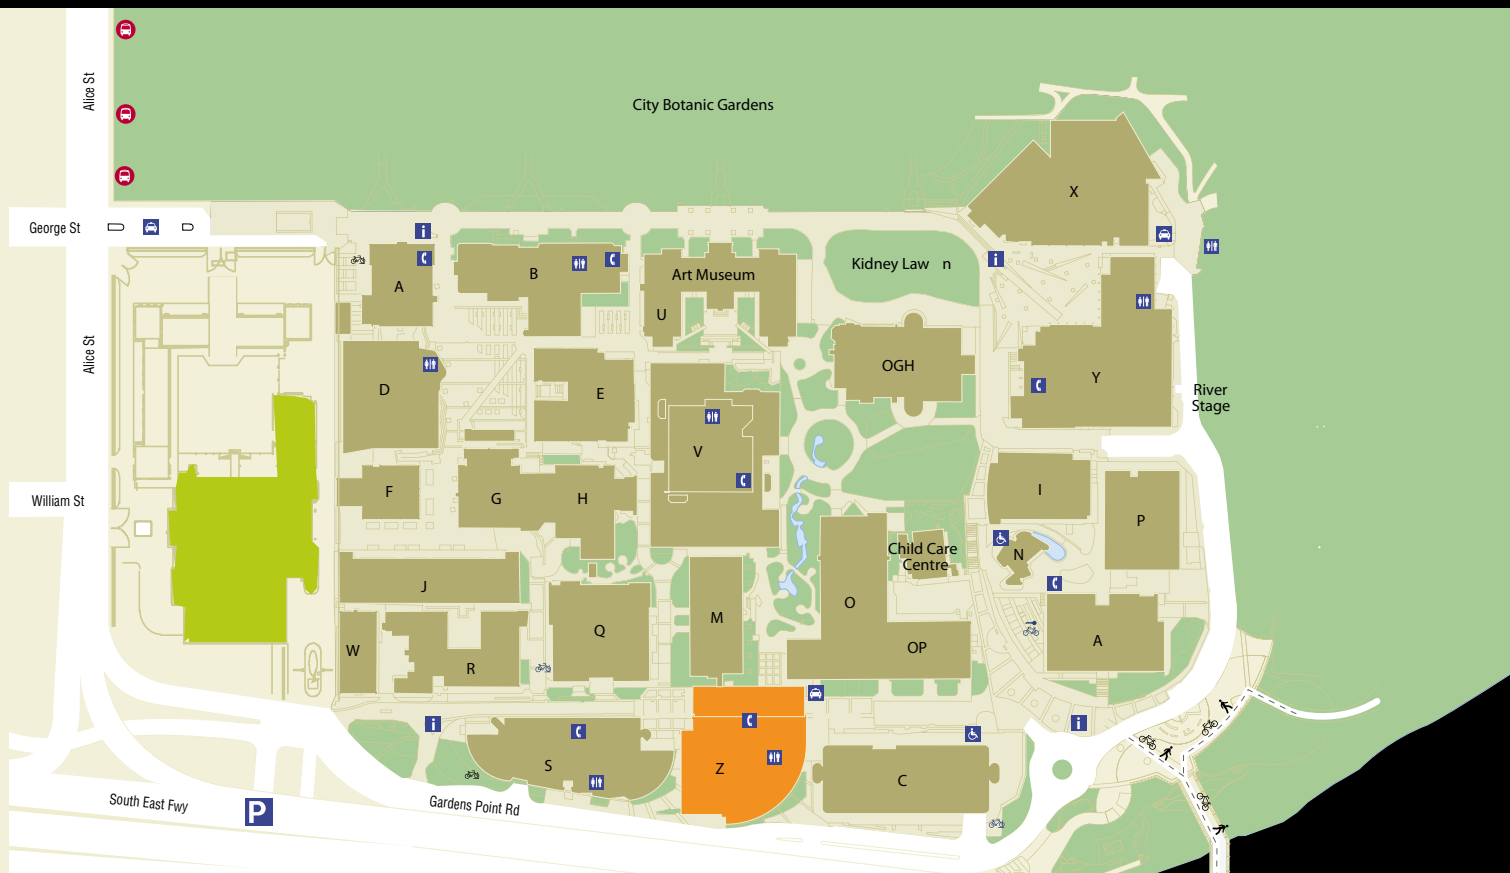 Alice St
City Botanic Gardens
X
George St
i
A
B
Art Museum
U
Kidney Law n
i
OGH
Alice St
D
E
Y
River
Stage
V
William St
F
G
H
I
P
Child Care
Centre
N
J
O
M
Q
W
R
OP
A
i
i
S
Z
C
South East Fwy
P
Gardens Point Rd